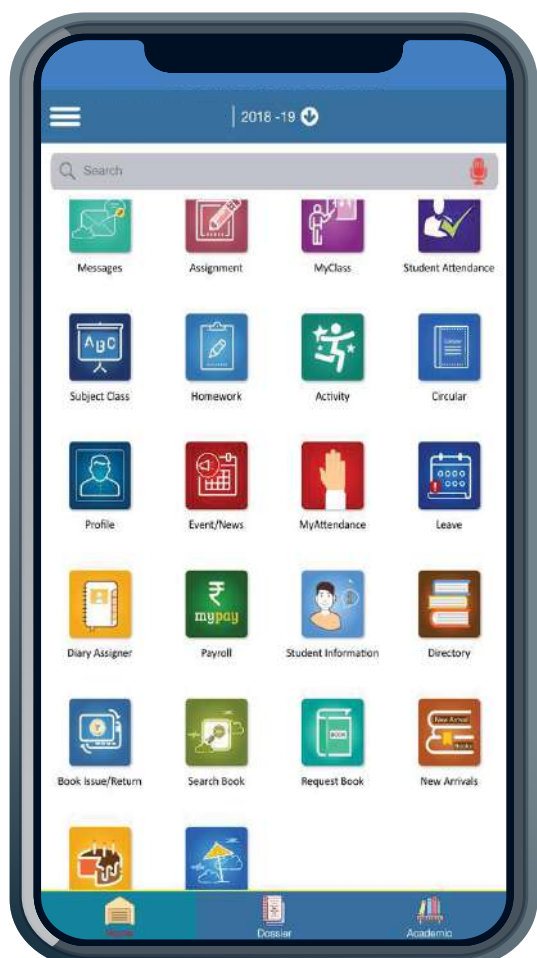 2018 -19
Search
Messages Assignment MyClass Student Attendance
ABC
Subject Class Homework Activity Circular
Profile Event/News MyAttendance Leave
₹
mypay
Diary Assigner Payroll Student Information Directory
BOOK
New Arrival
Books
Book Issue/Return Search Book Request Book New Arrivals
Home Dossier Academic